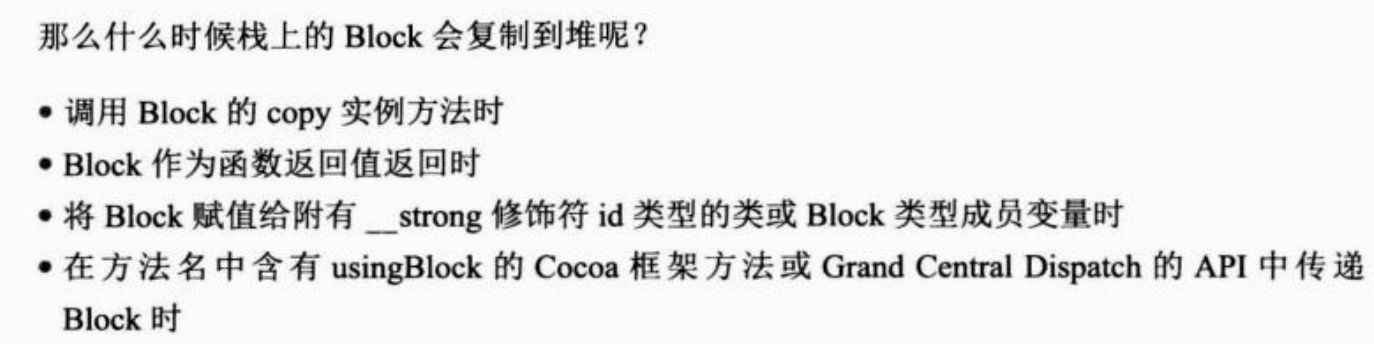 那么什么时候栈上的 Block 会复制到堆呢？
• 调用 Block 的 copy 实例方法时
• Block 作为函数返回值返回时
• 将 Block 赋值给附有 __strong 修饰符 id 类型的类或 Block 类型成员变量时
• 在方法名中含有 usingBlock 的 Cocoa 框架方法或 Grand Central Dispatch 的 API 中传递
Block 时